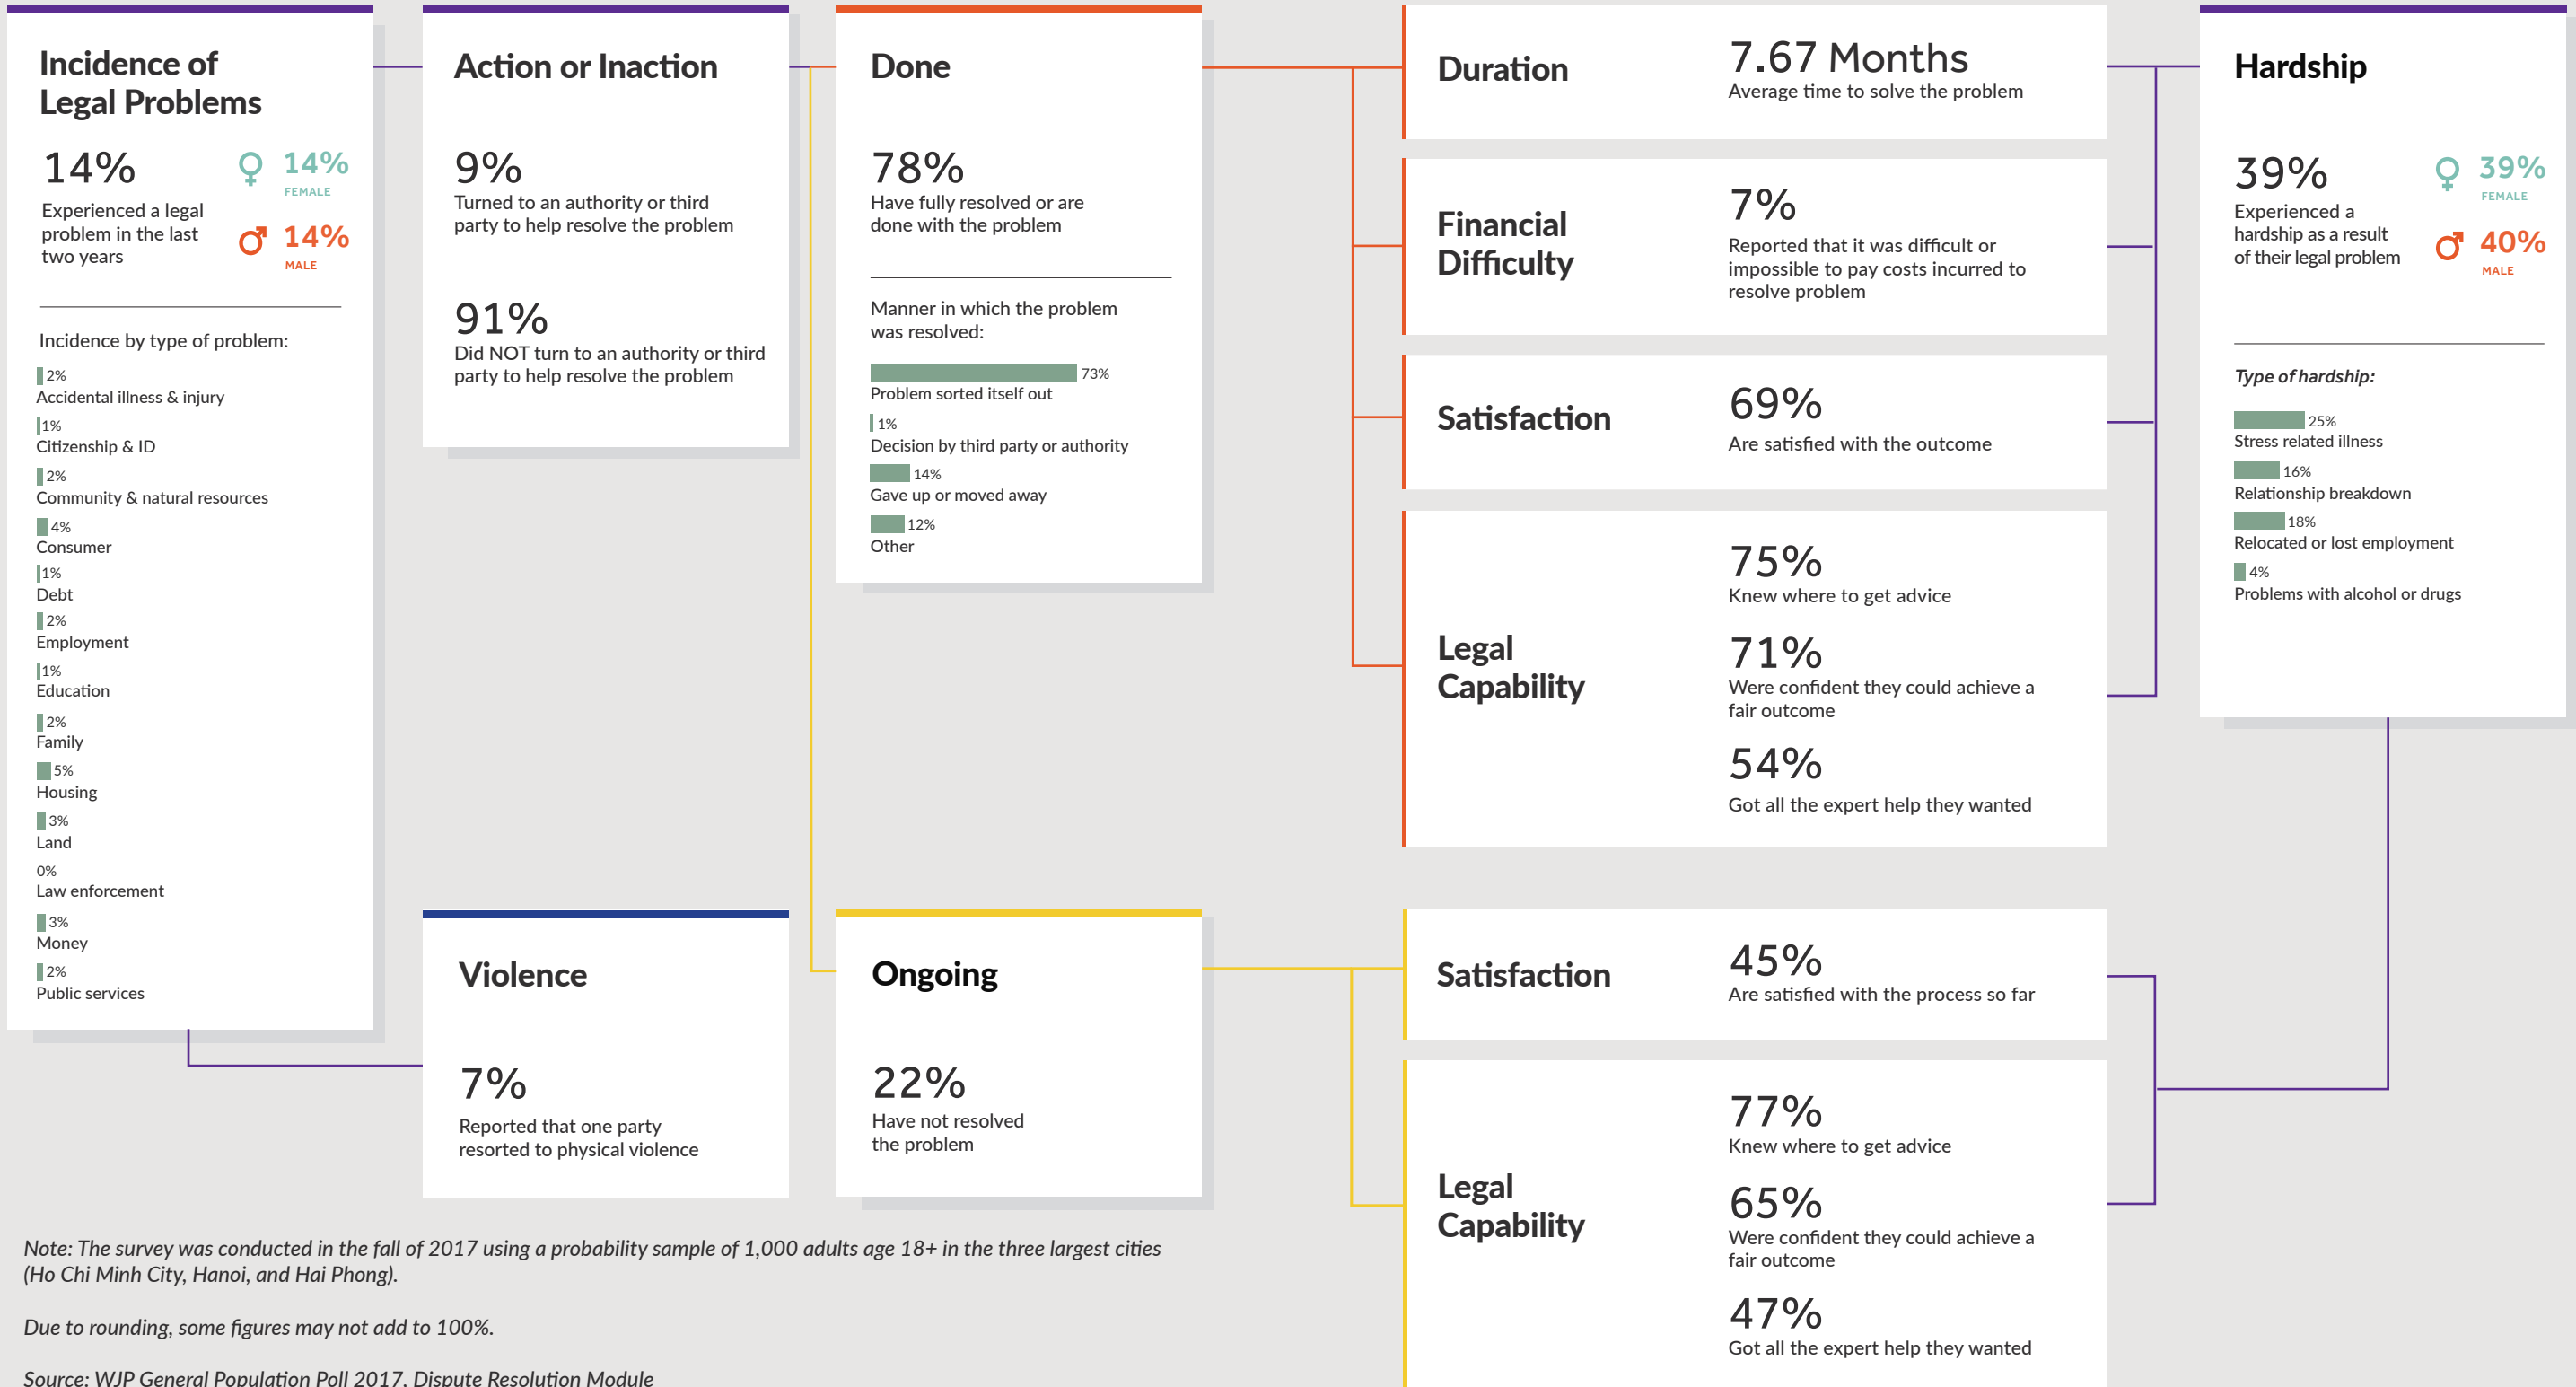 Incidence of
Legal Problems
14%
Experienced a legal
problem in the last
two years
14%
FEMALE
14%
MALE
Incidence by type of problem:
2%
Accidental illness & injury
1%
Citizenship & ID
2%
Community & natural resources
4%
Consumer
1%
Debt
2%
Employment
1%
Education
2%
Family
5%
Housing
3%
Land
0%
Law enforcement
3%
Money
2%
Public services
Action or Inaction
9%
Turned to an authority or third
party to help resolve the problem
91%
Did NOT turn to an authority or third
party to help resolve the problem
Done
78%
Have fully resolved or are
done with the problem
Manner in which the problem
was resolved:
73%
Problem sorted itself out
1%
Decision by third party or authority
14%
Gave up or moved away
12%
Other
Duration
7.67 Months
Average time to solve the problem
Financial
Difficulty
7%
Reported that it was difficult or
impossible to pay costs incurred to
resolve problem
Satisfaction
69%
Are satisfied with the outcome
Legal
Capability
75%
Knew where to get advice
71%
Were confident they could achieve a
fair outcome
54%
Got all the expert help they wanted
Hardship
39%
Experienced a
hardship as a result
of their legal problem
39%
FEMALE
40%
MALE
Type of hardship:
25%
Stress related illness
16%
Relationship breakdown
18%
Relocated or lost employment
4%
Problems with alcohol or drugs
Violence
7%
Reported that one party
resorted to physical violence
Ongoing
22%
Have not resolved
the problem
Satisfaction
45%
Are satisfied with the process so far
Legal
Capability
77%
Knew where to get advice
65%
Were confident they could achieve a
fair outcome
47%
Got all the expert help they wanted
Note: The survey was conducted in the fall of 2017 using a probability sample of 1,000 adults age 18+ in the three largest cities
(Ho Chi Minh City, Hanoi, and Hai Phong).
Due to rounding, some figures may not add to 100%.
Source: WJP General Population Poll 2017, Dispute Resolution Module